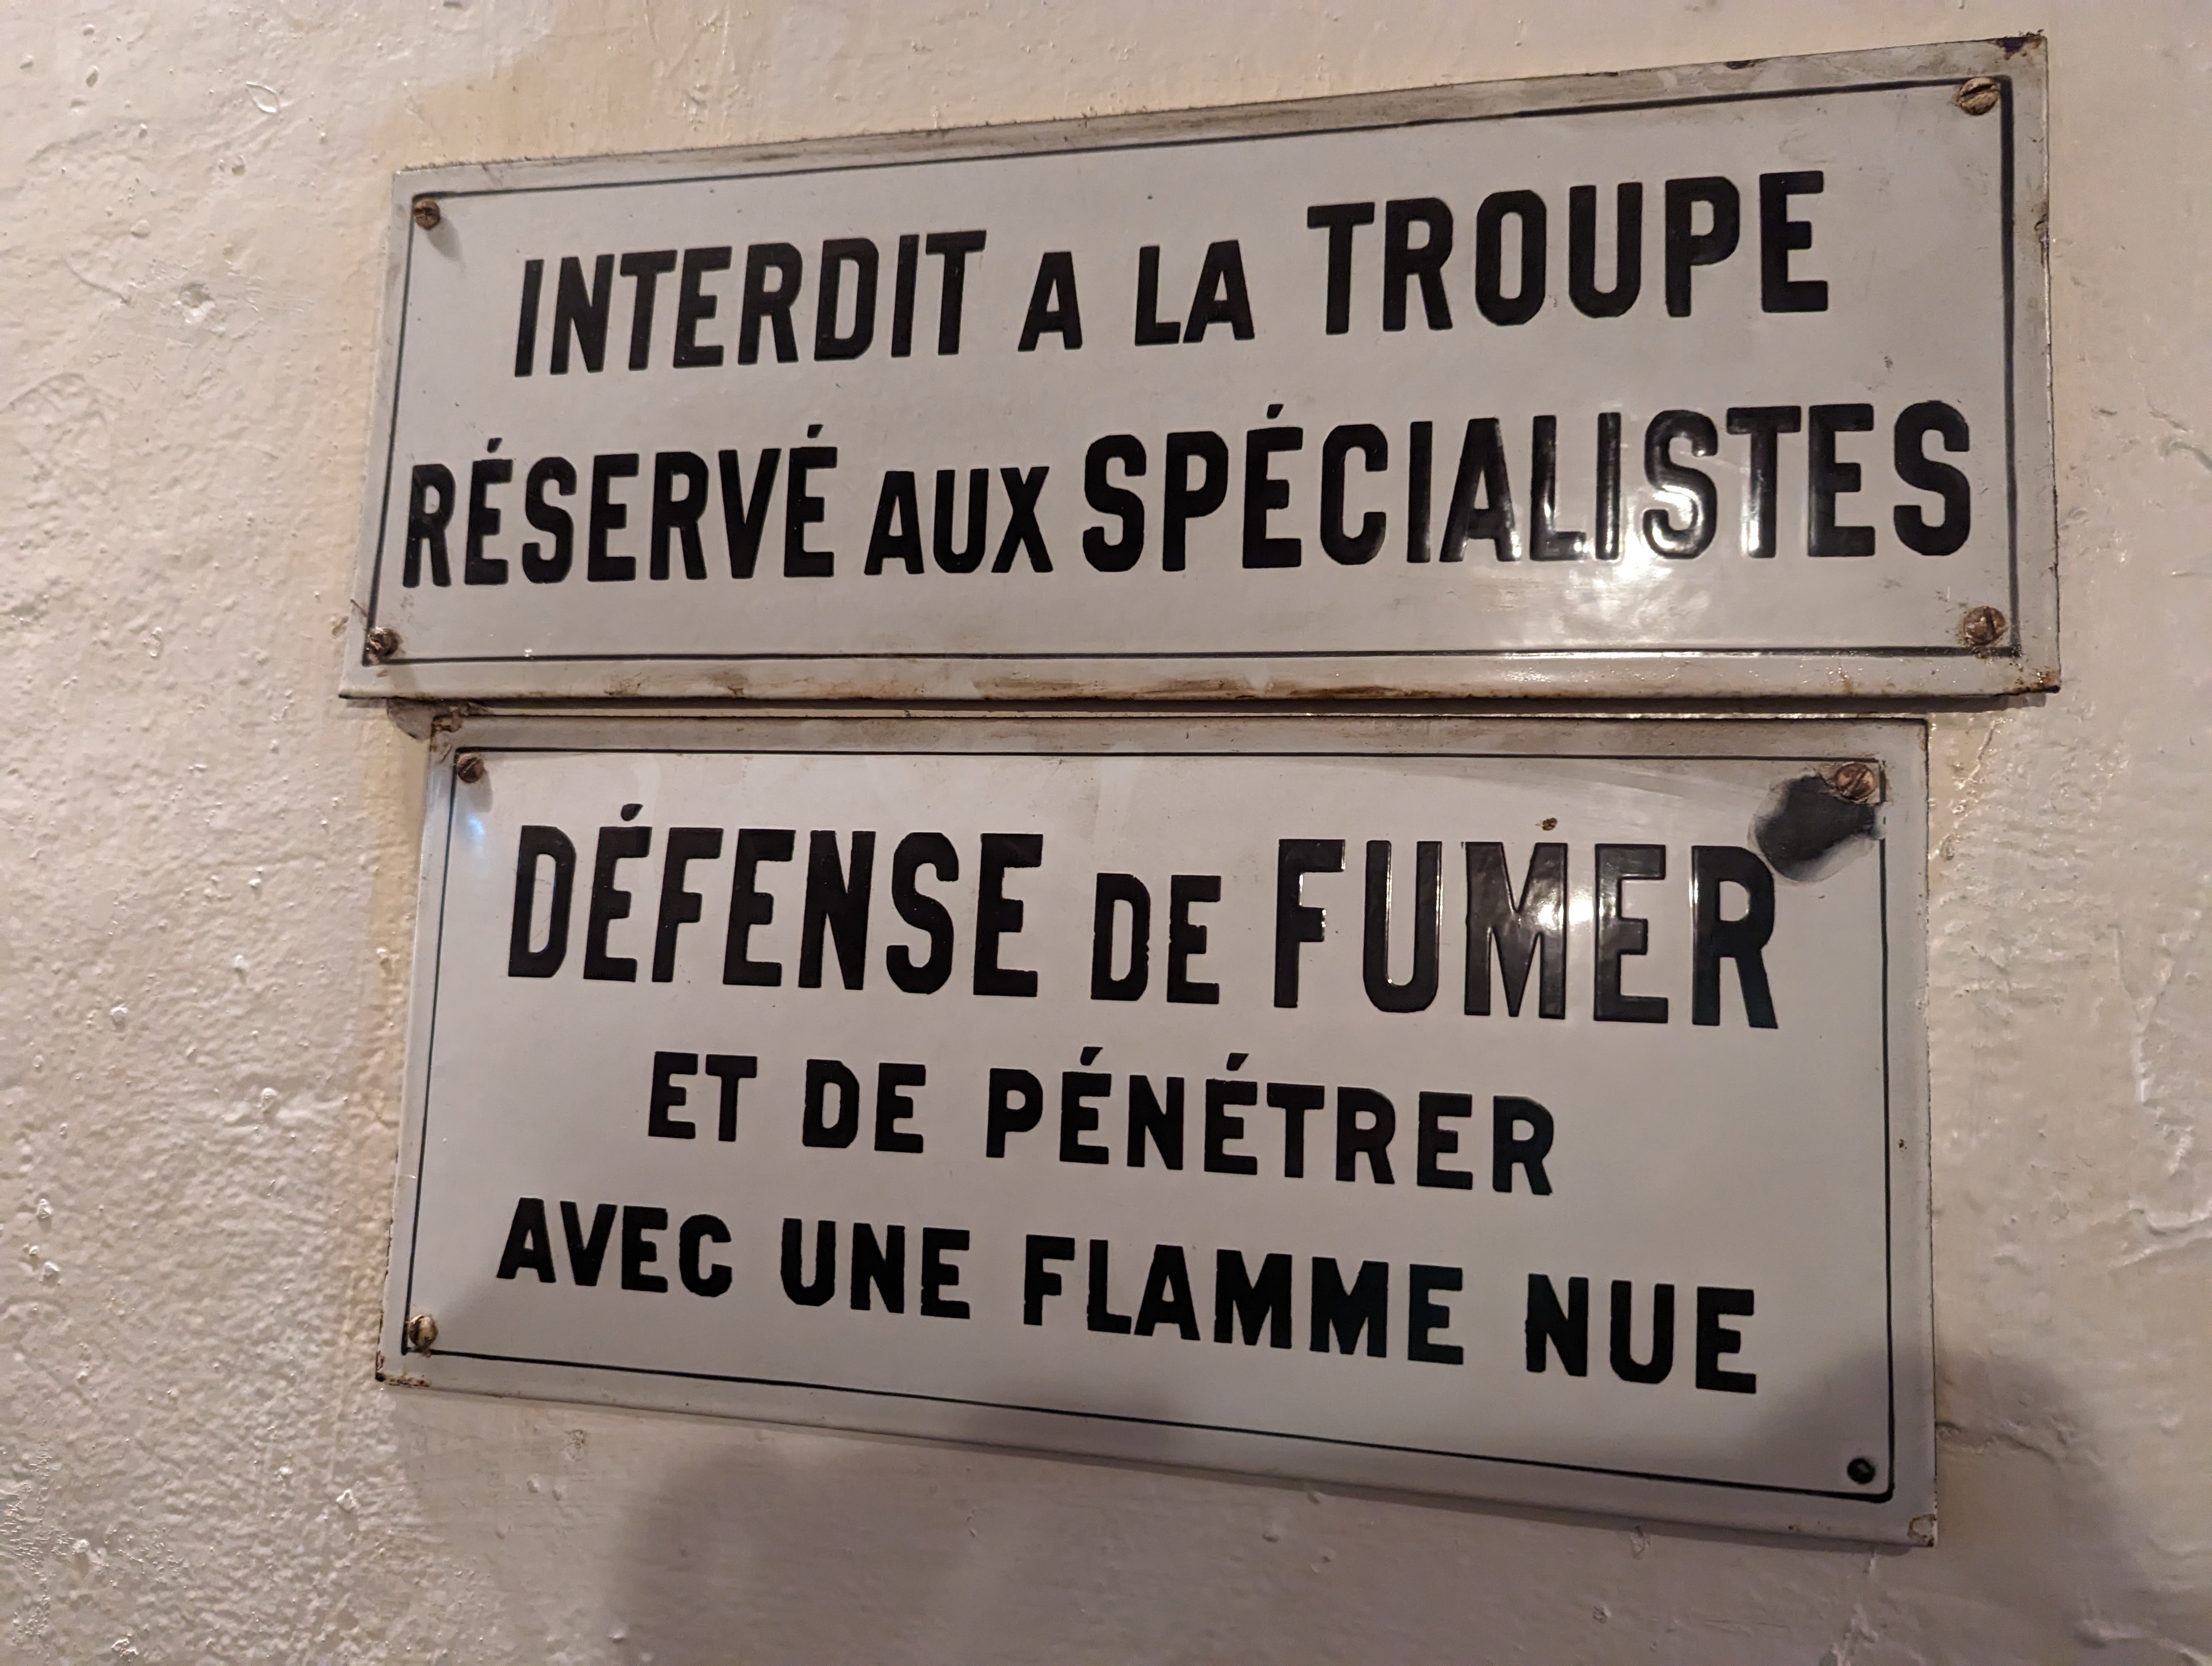 INTERDIT A LA TROUPE
RÉSERVÉ AUX SPÉCIALISTES
DÉFENSE DE FUMER
ET DE PÉNÉTRER
AVEC UNE FLAMME NUE